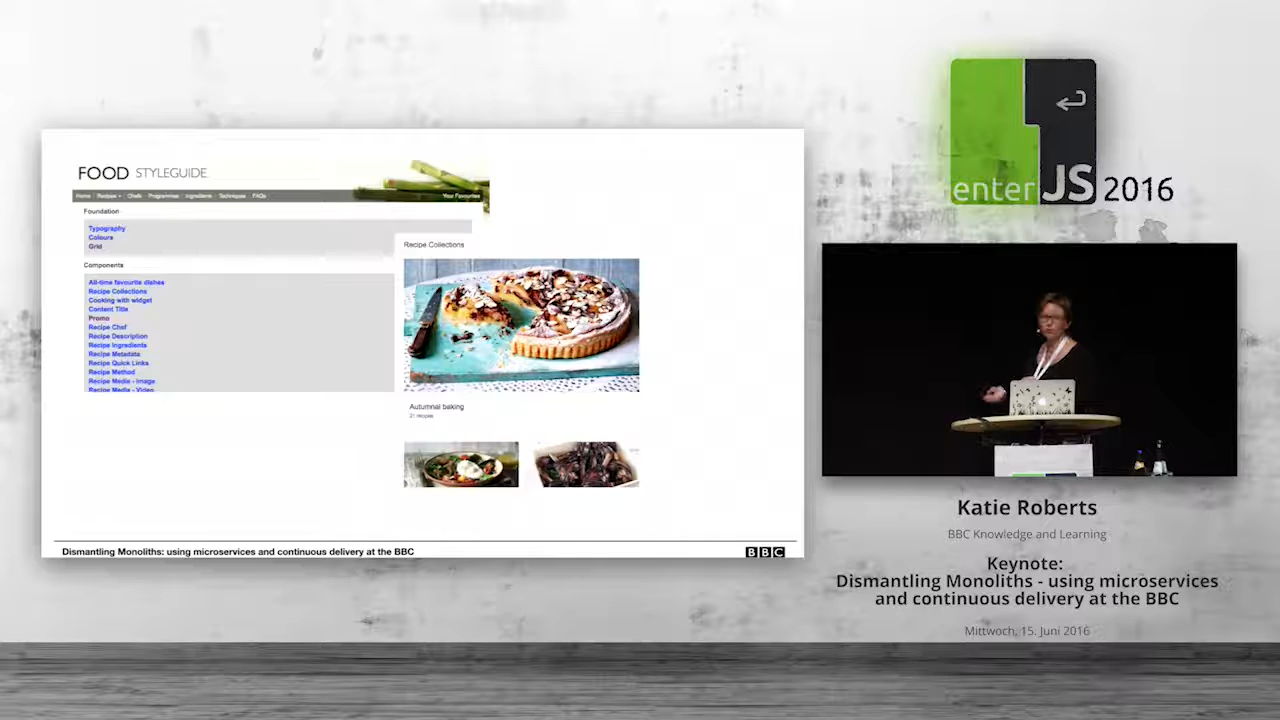 FOOD STYLEGUIDE
Home Recipes Chefs Programmes Ingredients Techniques FAQs Your Favourites
Foundation
Typography
Colours
Grid
Components
All-time favourite dishes
Recipe Collections
Cooking with widget
Content Title
Promo
Recipe Chef
Recipe Description
Recipe Ingredients
Recipe Metadata
Recipe Quick Links
Recipe Method
Recipe Media - Image
Recipe Media - Video
Recipe Collections
Autumnal baking
21 recipes
Dismantling Monoliths: using microservices and continuous delivery at the BBC
BBC
enterJS 2016
Katie Roberts
BBC Knowledge and Learning
Keynote:
Dismantling Monoliths - using microservices
and continuous delivery at the BBC
Mittwoch, 15. Juni 2016